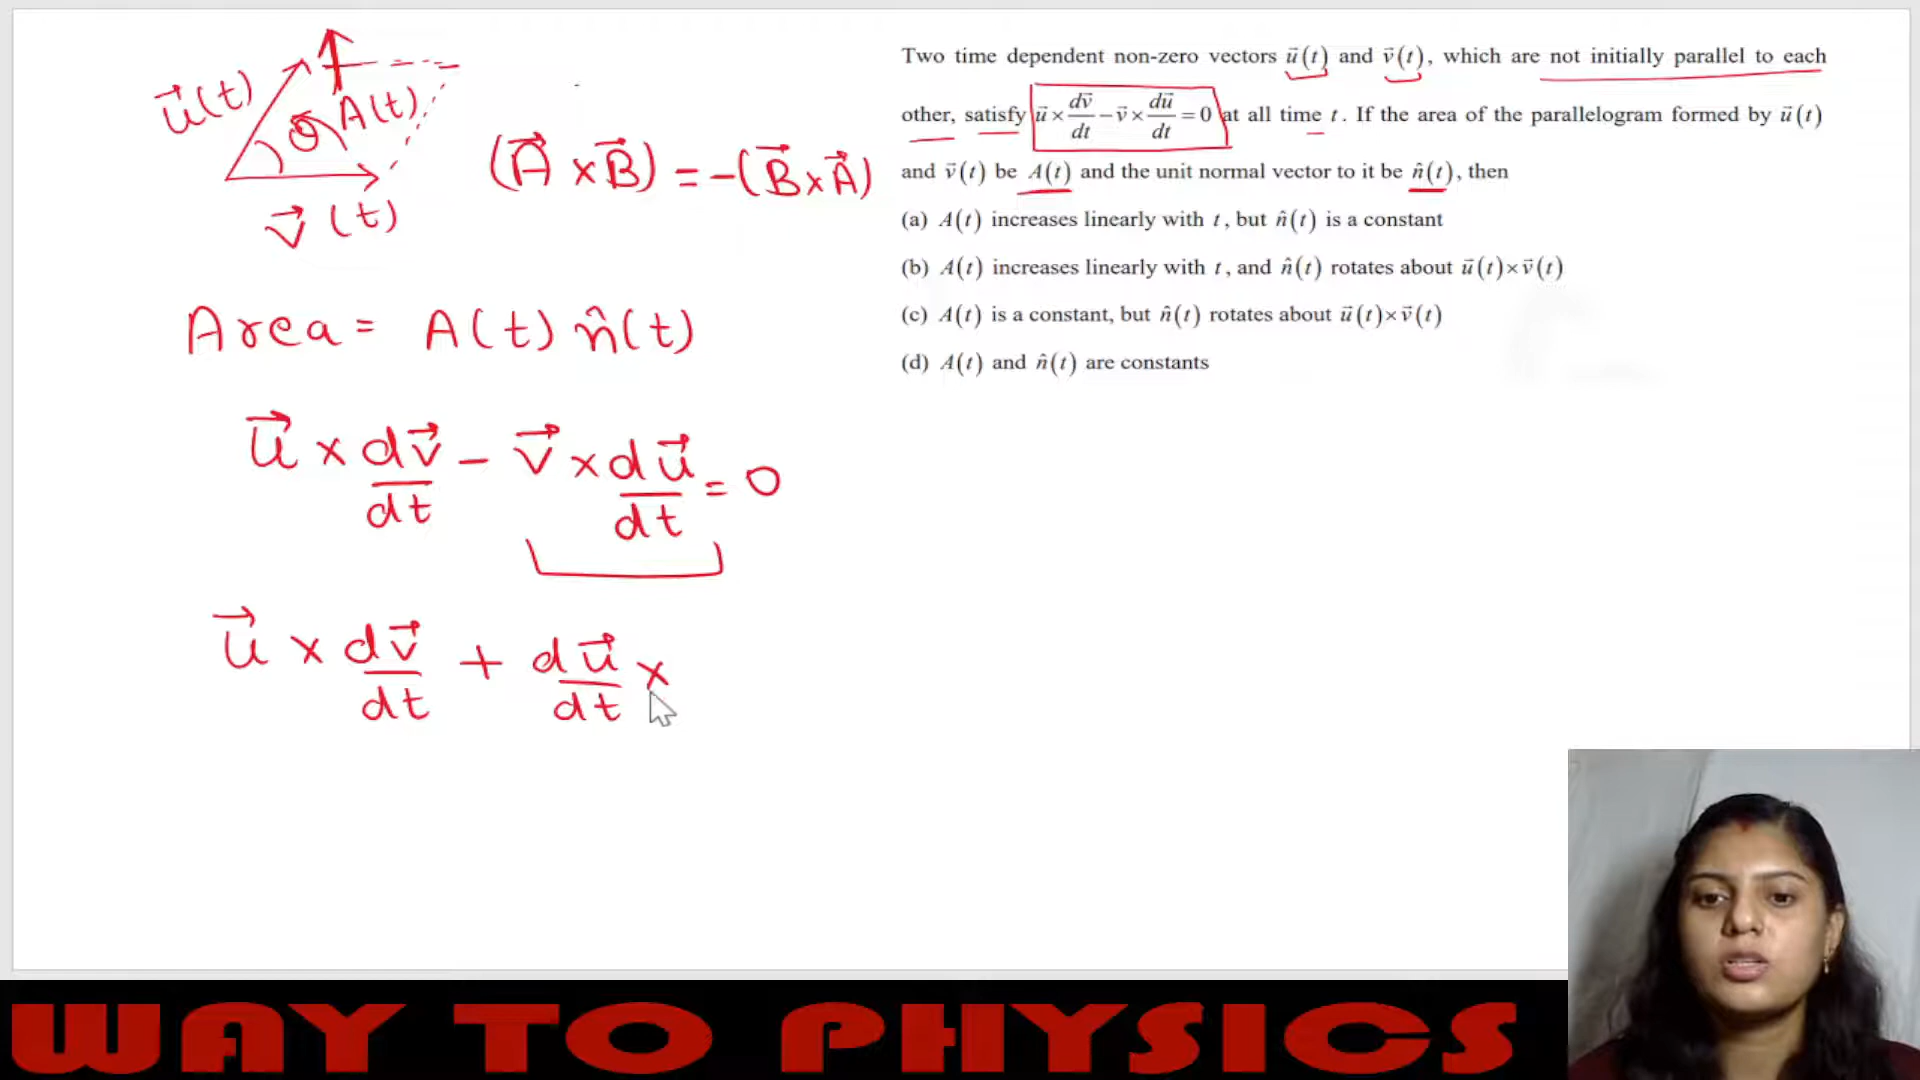 u⃗(t)
A(t)
θ
v⃗(t)
(A⃗ × B⃗) = -(B⃗ × A⃗)
Area = A(t) n̂(t)
u⃗ × dv⃗/dt - v⃗ × du⃗/dt = 0
u⃗ × dv⃗/dt + du⃗/dt ×
Two time dependent non-zero vectors u⃗(t) and v⃗(t), which are not initially parallel to each
other, satisfy u⃗ × dv⃗/dt − v⃗ × du⃗/dt = 0 at all time t. If the area of the parallelogram formed by u⃗(t)
and v⃗(t) be A(t) and the unit normal vector to it be n̂(t), then
(a) A(t) increases linearly with t, but n̂(t) is a constant
(b) A(t) increases linearly with t, and n̂(t) rotates about u⃗(t)×v⃗(t)
(c) A(t) is a constant, but n̂(t) rotates about u⃗(t)×v⃗(t)
(d) A(t) and n̂(t) are constants
WAY TO PHYSICS